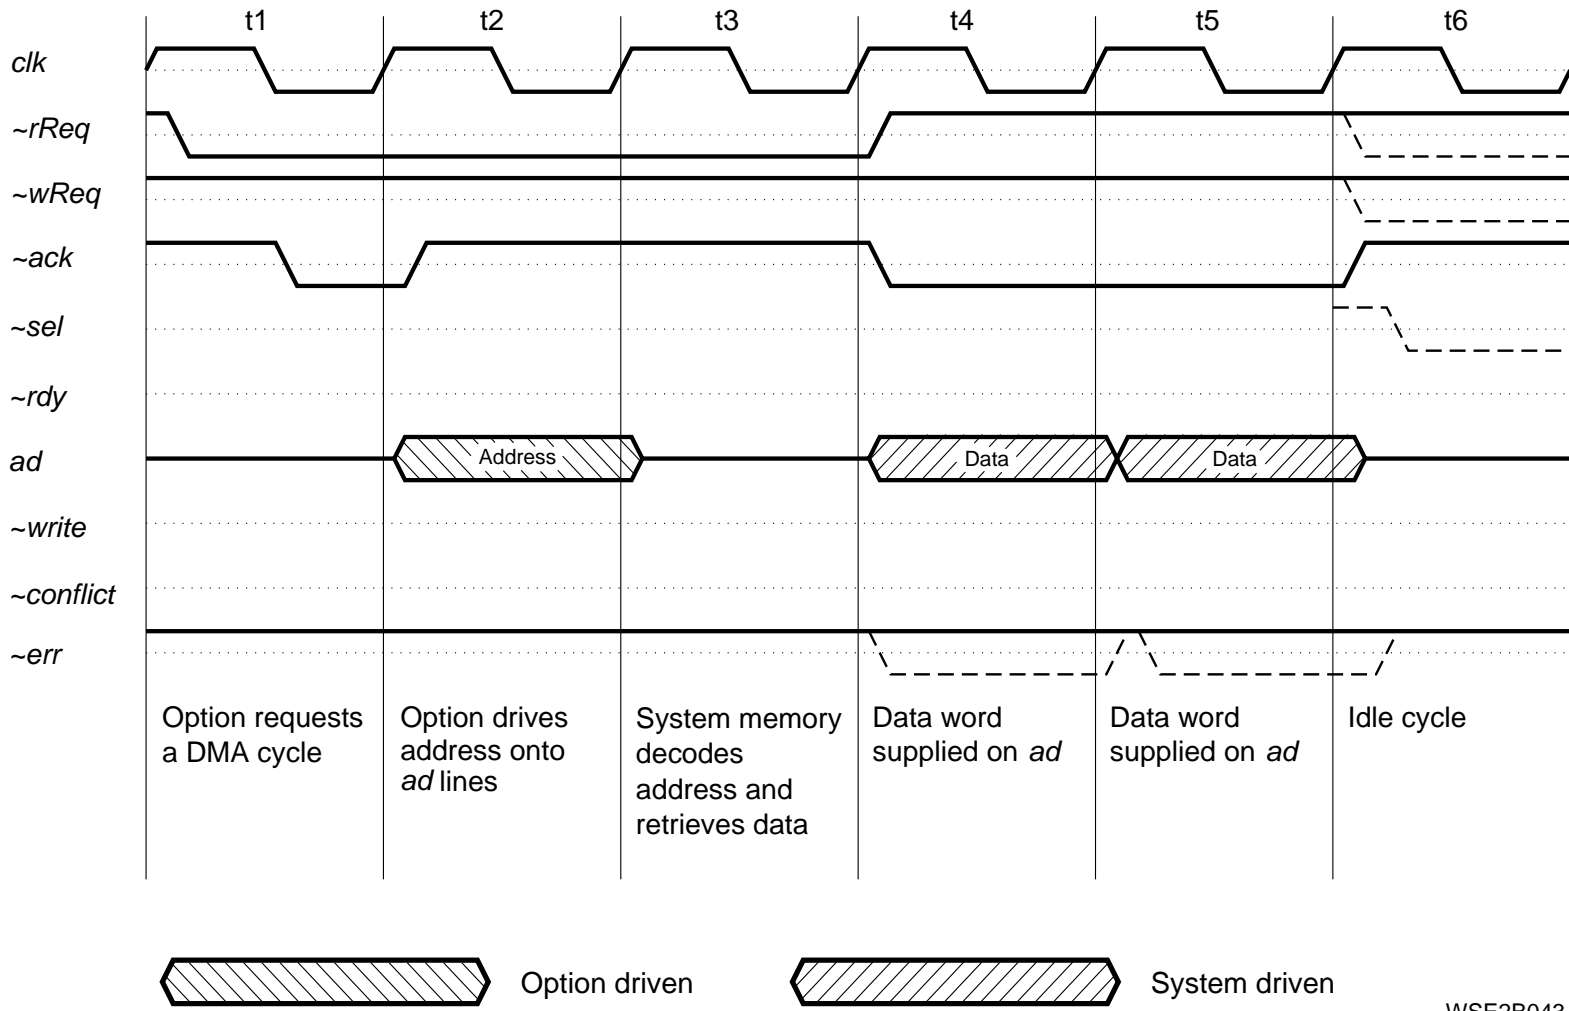 t1 t2 t3 t4 t5 t6
clk
~rReq
~wReq
~ack
~sel
~rdy
ad Address Data Data
~write
~conflict
~err
Option requests
a DMA cycle
Option drives
address onto
ad lines
System memory
decodes
address and
retrieves data
Data word
supplied on ad
Data word
supplied on ad
Idle cycle
Option driven
System driven
WSE2B043